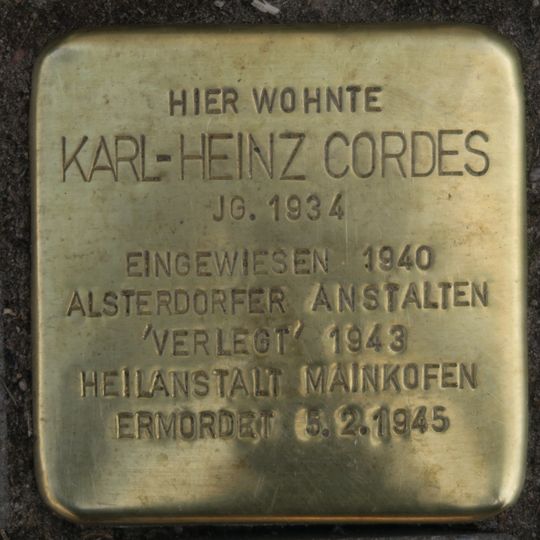 HIER WOHNTE
KARL-HEINZ CORDES
JG. 1934
EINGEWIESEN 1940
ALSTERDORFER ANSTALTEN
'VERLEGT' 1943
HEILANSTALT MAINKOFEN
ERMORDET 5.2.1945